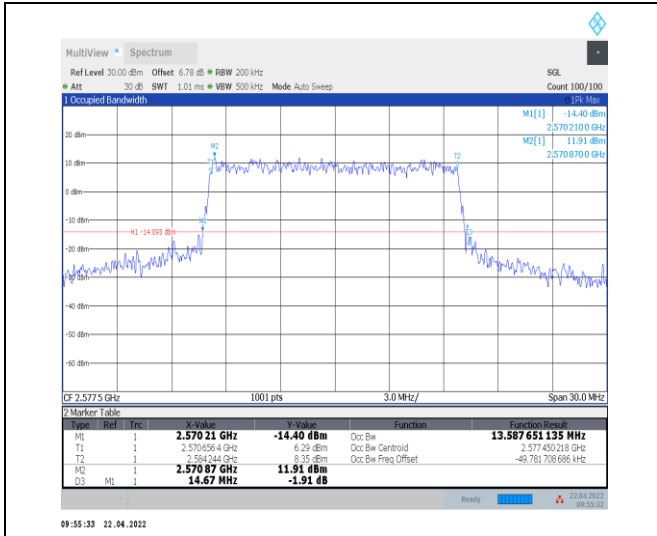 MultiView Spectrum
Ref Level 30.00 dBm Offset 6.78 dB RBW 200 kHz SGL
Att 30 dB SWT 1.01 ms VBW 500 kHz Mode Auto Sweep Count 100/100
1 Occupied Bandwidth 1Pk Max
M1[1] -14.40 dBm
2.570 2100 GHz
M2[1] 11.91 dBm
2.570 8700 GHz
20 dBm
M2
T1
T2
10 dBm
0 dBm
-10 dBm
M1
H1 -14.093 dBm
D3
-20 dBm
-30 dBm
-40 dBm
-50 dBm
-60 dBm
CF 2.577 5 GHz 1001 pts 3.0 MHz/ Span 30.0 MHz
2 Marker Table
Type Ref Trc X-Value Y-Value Function Function Result
M1 1 2.570 21 GHz -14.40 dBm Occ Bw 13.587 651 135 MHz
T1 1 2.570 656 4 GHz 6.29 dBm Occ Bw Centroid 2.577 450 218 GHz
T2 1 2.584 244 GHz 8.35 dBm Occ Bw Freq Offset -49.781 708 686 kHz
M2 1 2.570 87 GHz 11.91 dBm
D3 M1 1 14.67 MHz -1.91 dB
Ready 22.04.2022
09:55:32
09:55:33 22.04.2022